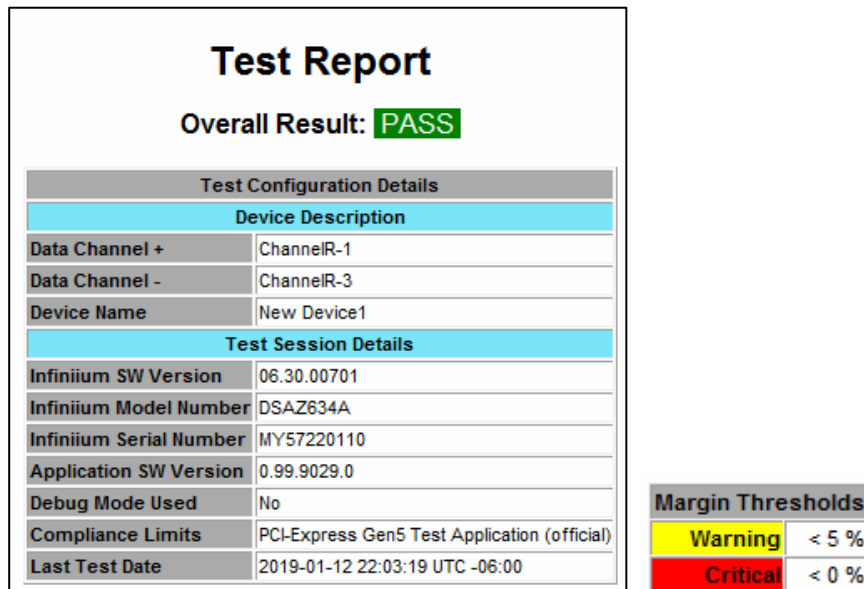 Test Report
Overall Result: PASS
Test Configuration Details
Device Description
Data Channel + ChannelR-1
Data Channel - ChannelR-3
Device Name New Device1
Test Session Details
Infiniium SW Version 06.30.00701
Infiniium Model Number DSAZ634A
Infiniium Serial Number MY57220110
Application SW Version 0.99.9029.0
Debug Mode Used No
Compliance Limits PCI-Express Gen5 Test Application (official)
Last Test Date 2019-01-12 22:03:19 UTC -06:00
Margin Thresholds
Warning < 5 %
Critical < 0 %